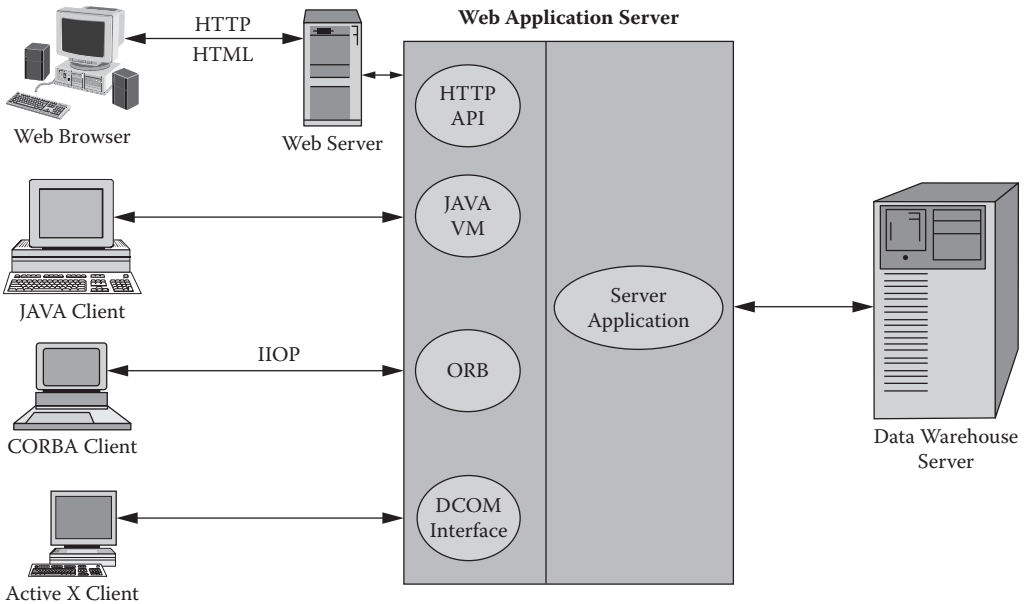 Web Application Server
HTTP
HTML
Web Browser
Web Server
HTTP
API
JAVA
VM
JAVA Client
Server
Application
IIOP
ORB
CORBA Client
Data Warehouse
Server
DCOM
Interface
Active X Client